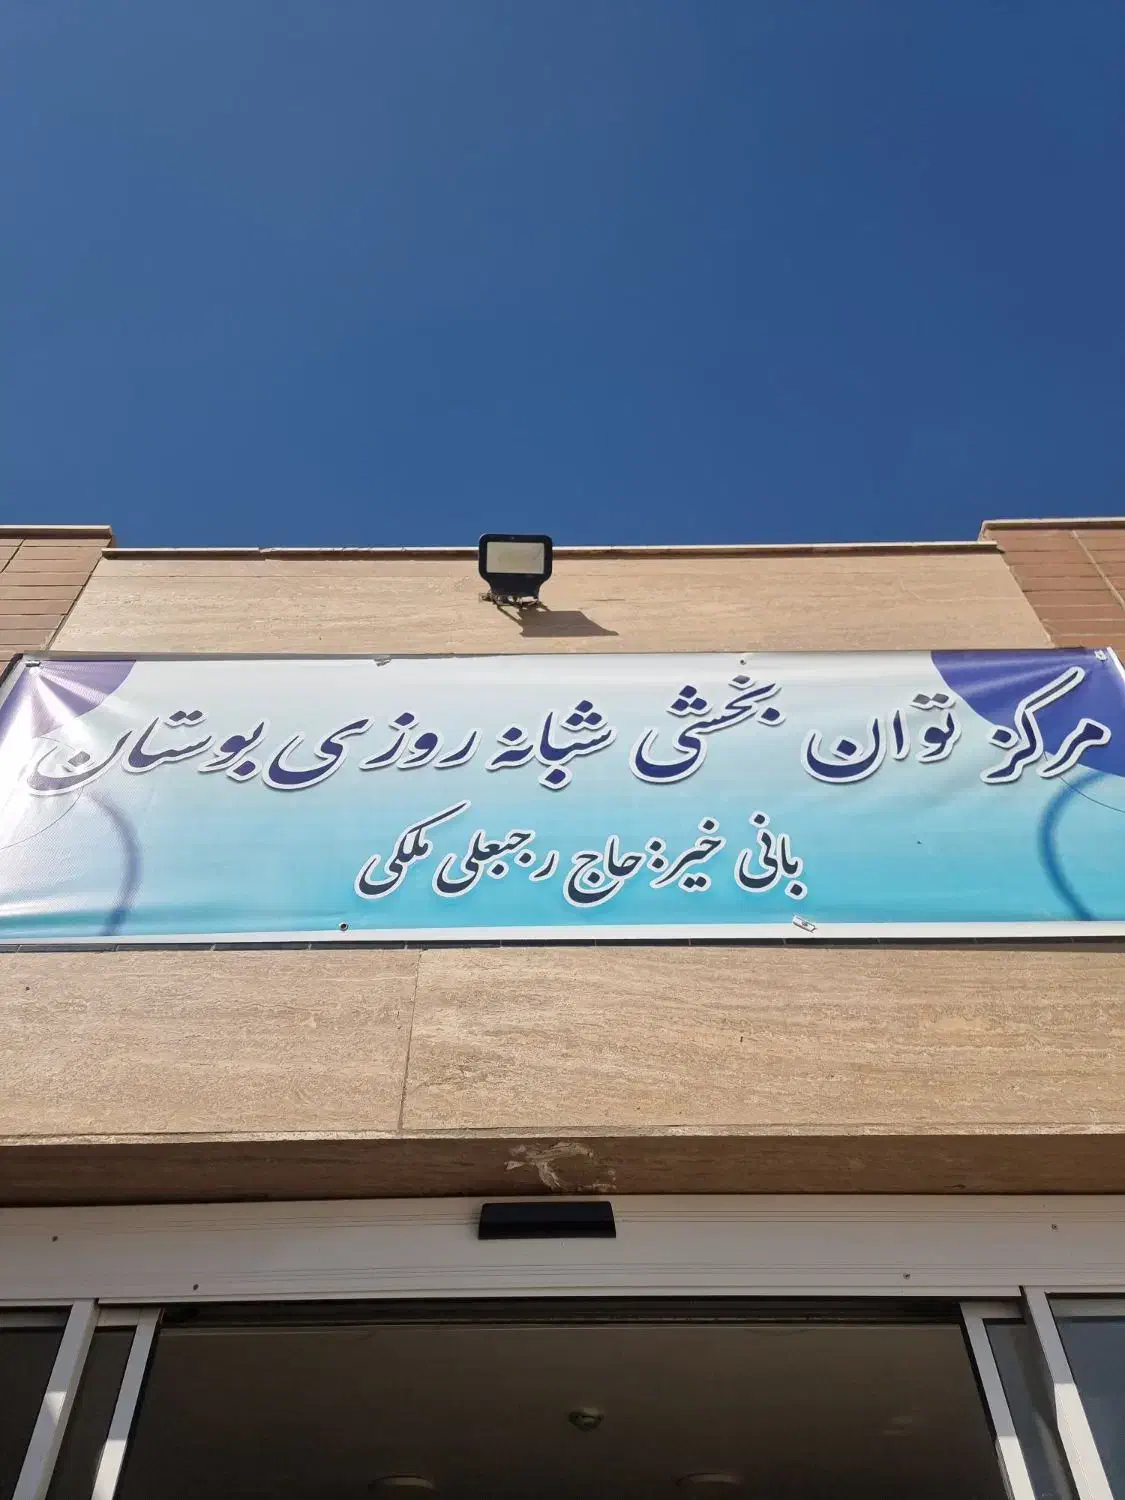 مرکز توان بخشی شبانه روزی بوستان
بانی خیر: حاج رجبعلی ملکی